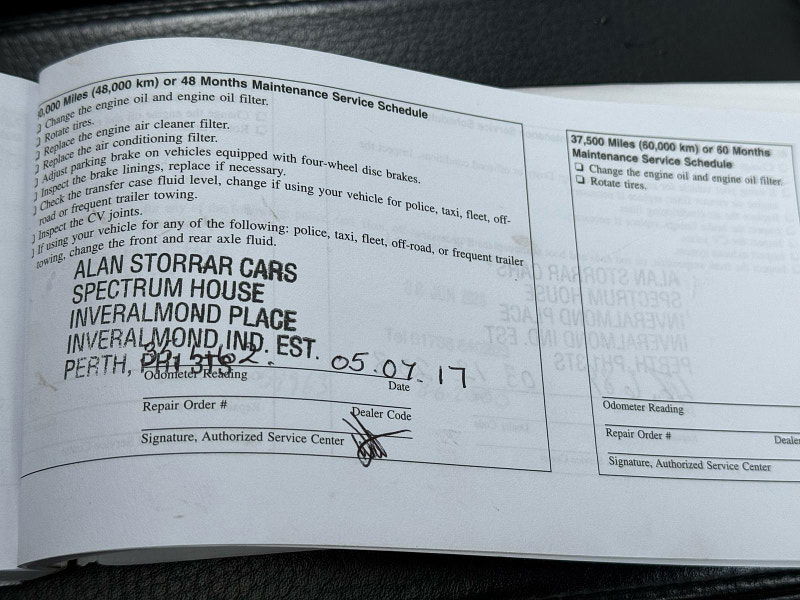 0,000 Miles (48,000 km) or 48 Months Maintenance Service Schedule
Change the engine oil and engine oil filter.
Rotate tires.
Replace the engine air cleaner filter.
Replace the air conditioning filter.
Adjust parking brake on vehicles equipped with four-wheel disc brakes.
Inspect the brake linings, replace if necessary.
Check the transfer case fluid level, change if using your vehicle for police, taxi, fleet, off-
road or frequent trailer towing.
Inspect the CV joints.
If using your vehicle for any of the following: police, taxi, fleet, off-road, or frequent trailer
towing, change the front and rear axle fluid.
ALAN STORRAR CARS
SPECTRUM HOUSE
INVERALMOND PLACE
INVERALMOND IND. EST.
PERTH, PH1 3TS
05.07.17
Odometer Reading
Date
Repair Order #
Dealer Code
Signature, Authorized Service Center
37,500 Miles (60,000 km) or 60 Months
Maintenance Service Schedule
Change the engine oil and engine oil filter.
Rotate tires.
Odometer Reading
Repair Order #
Dealer
Signature, Authorized Service Center